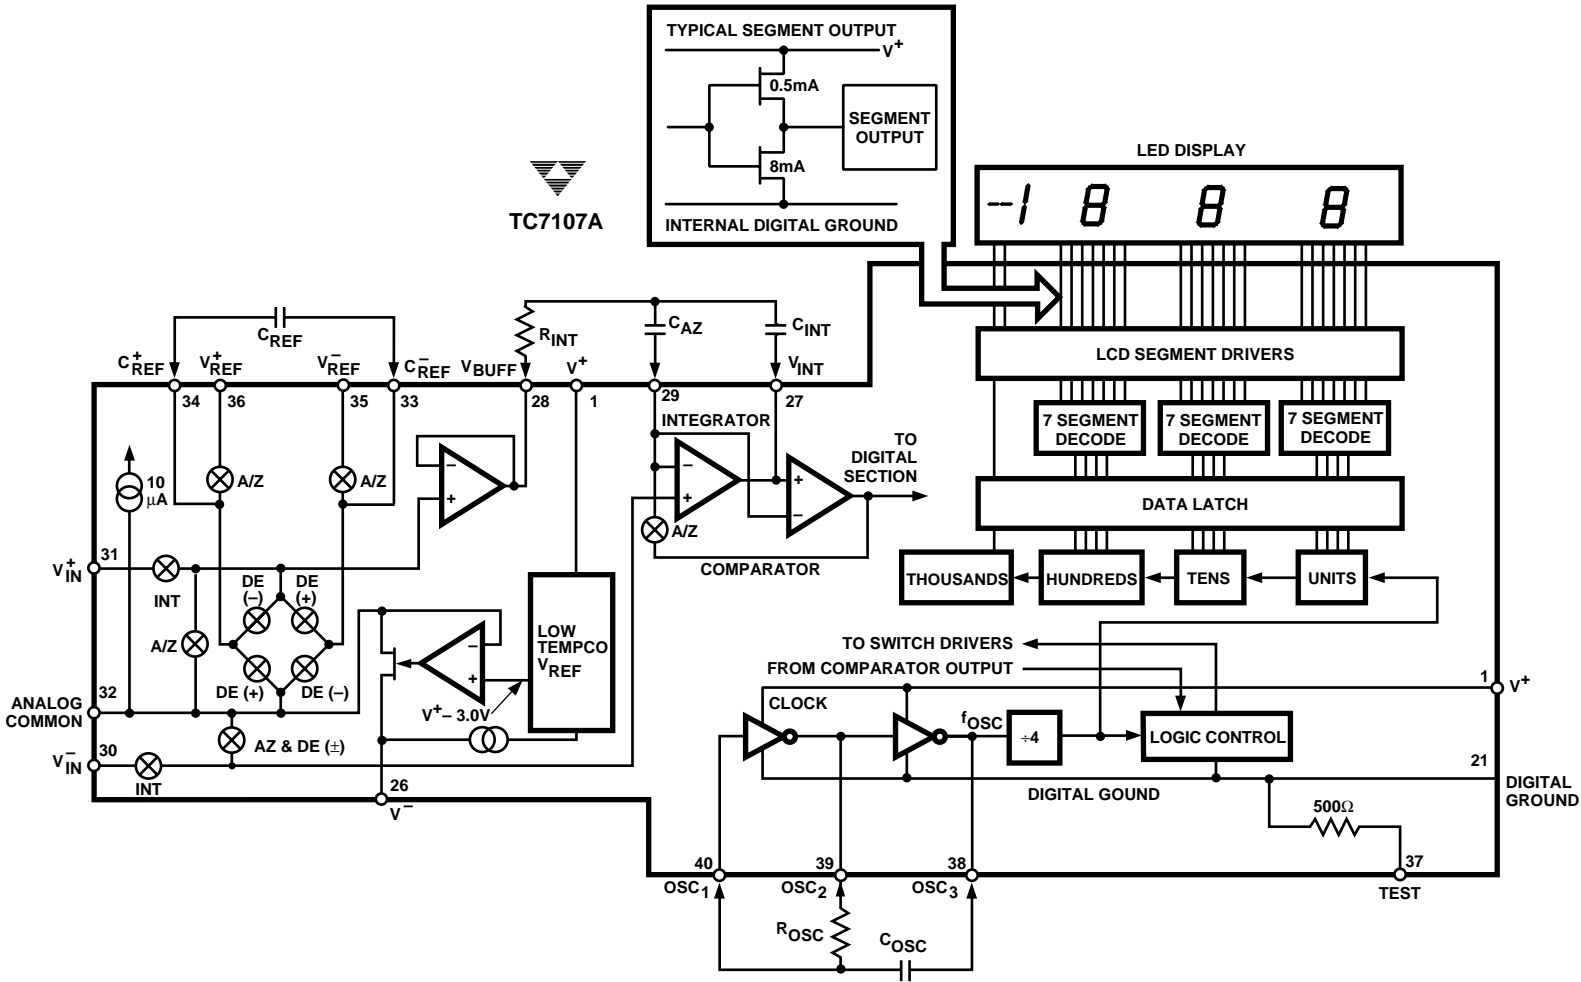 TYPICAL SEGMENT OUTPUT
V+
0.5mA
SEGMENT
OUTPUT
8mA
INTERNAL DIGITAL GROUND
TC7107A
LED DISPLAY
-1 8 8 8
LCD SEGMENT DRIVERS
7 SEGMENT
DECODE
7 SEGMENT
DECODE
7 SEGMENT
DECODE
DATA LATCH
THOUSANDS
HUNDREDS
TENS
UNITS
TO SWITCH DRIVERS
FROM COMPARATOR OUTPUT
1
V+
CLOCK
fOSC
÷4
LOGIC CONTROL
21
DIGITAL
GROUND
DIGITAL GOUND
500Ω
37
TEST
40
OSC1
39
OSC2
38
OSC3
ROSC
COSC
CREF
C+REF
34
V+REF
36
V−REF
35
C−REF
33
VBUFF
28
RINT
V+
1
CAZ
29
CINT
VINT
27
INTEGRATOR
TO
DIGITAL
SECTION
−
+
+
−
A/Z
COMPARATOR
10
µA
A/Z
A/Z
−
+
31
V+IN
INT
A/Z
DE
(−)
DE
(+)
DE (+)
DE (−)
32
ANALOG
COMMON
−
+
LOW
TEMPCO
VREF
V+ − 3.0V
AZ & DE (±)
30
V−IN
INT
26
V−